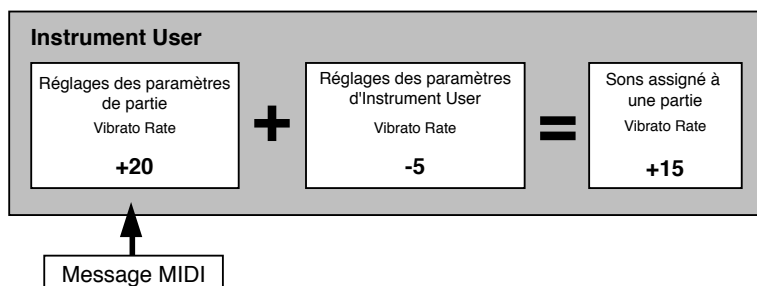 Instrument User
Réglages des paramètres
de partie
Vibrato Rate
+20
+
Réglages des paramètres
d'Instrument User
Vibrato Rate
-5
=
Sons assigné à
une partie
Vibrato Rate
+15
Message MIDI